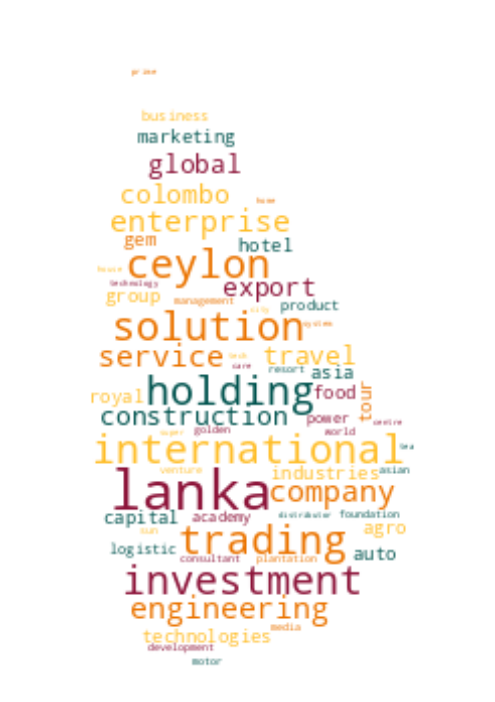 prime
business
marketing
global
colombo
home
enterprise
gem
hotel
ceylon
house
technology
export
group
management
product
city
solution
system
service
tech
travel
care
resort
asia
royal
holding
food
tour
construction
power
centre
super
golden
world
international
tea
venture
industries
asian
lanka
company
capital
academy
distributor
foundation
sun
trading
agro
logistic
auto
consultant
plantation
investment
engineering
media
technologies
development
motor